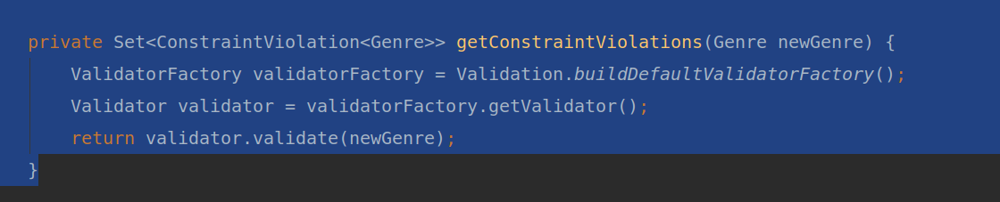 private Set<ConstraintViolation<Genre>> getConstraintViolations(Genre newGenre) {
    ValidatorFactory validatorFactory = Validation.buildDefaultValidatorFactory();
    Validator validator = validatorFactory.getValidator();
    return validator.validate(newGenre);
}